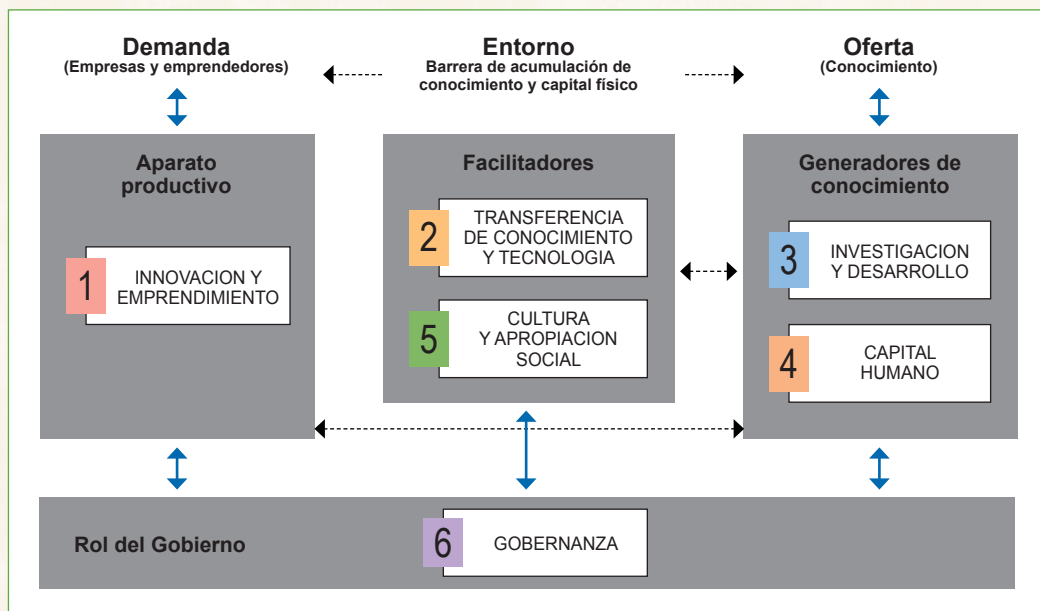 Demanda
(Empresas y emprendedores)
Entorno
Barrera de acumulación de
conocimiento y capital físico
Oferta
(Conocimiento)
Aparato
productivo
1
INNOVACION Y
EMPRENDIMIENTO
Facilitadores
2
TRANSFERENCIA
DE CONOCIMIENTO
Y TECNOLOGIA
5
CULTURA
Y APROPIACION
SOCIAL
Generadores de
conocimiento
3
INVESTIGACION
Y DESARROLLO
4
CAPITAL
HUMANO
Rol del Gobierno
6
GOBERNANZA